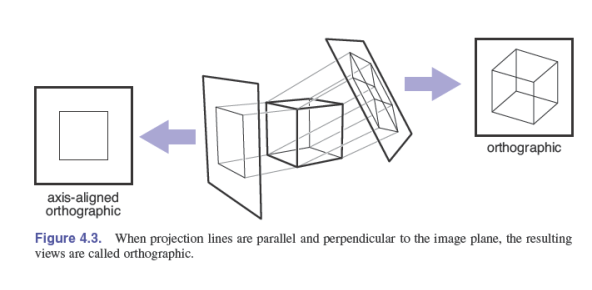 orthographic
axis-aligned
orthographic
Figure 4.3. When projection lines are parallel and perpendicular to the image plane, the resulting
views are called orthographic.